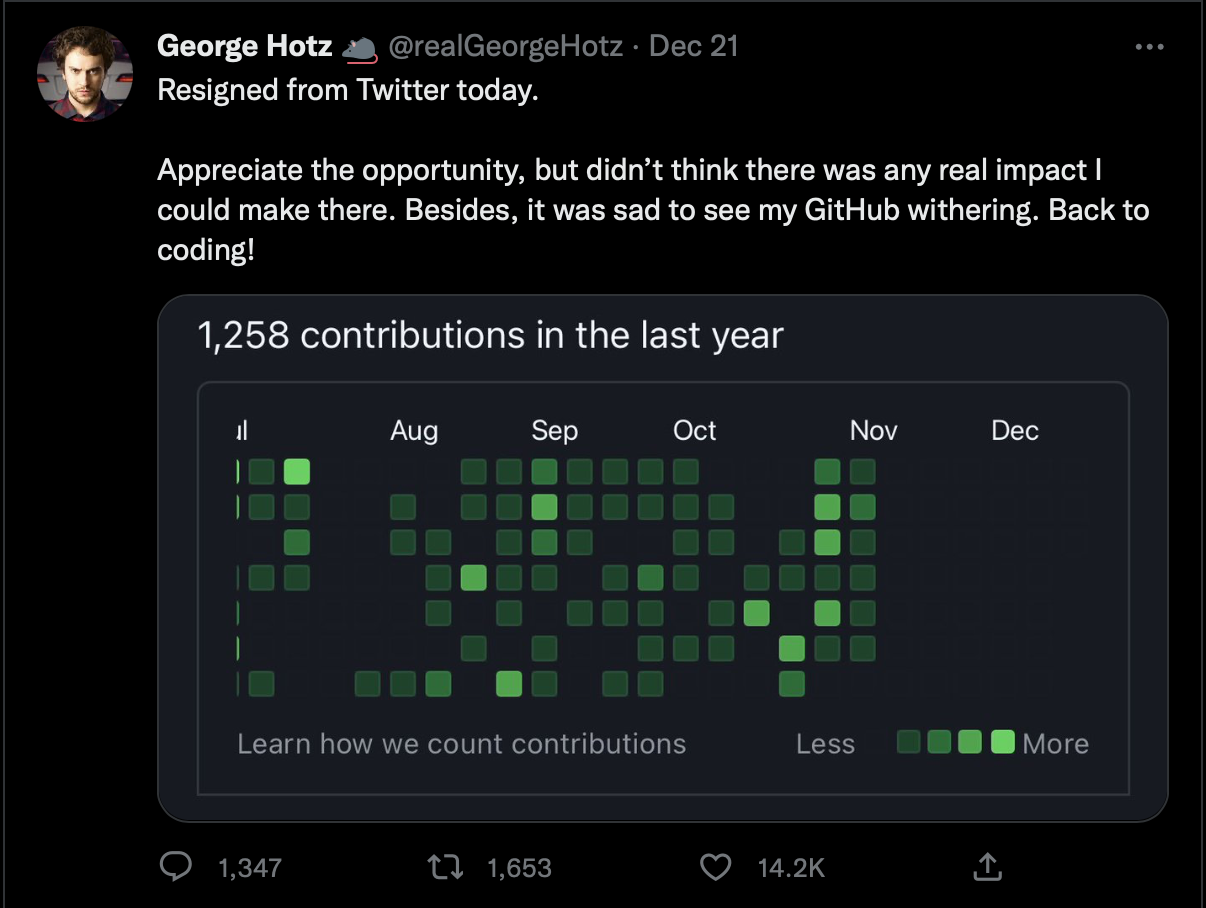 George Hotz 🐀 @realGeorgeHotz · Dec 21
Resigned from Twitter today.
Appreciate the opportunity, but didn’t think there was any real impact I
could make there. Besides, it was sad to see my GitHub withering. Back to
coding!
1,258 contributions in the last year
ul Aug Sep Oct Nov Dec
Learn how we count contributions Less More
1,347 1,653 14.2K